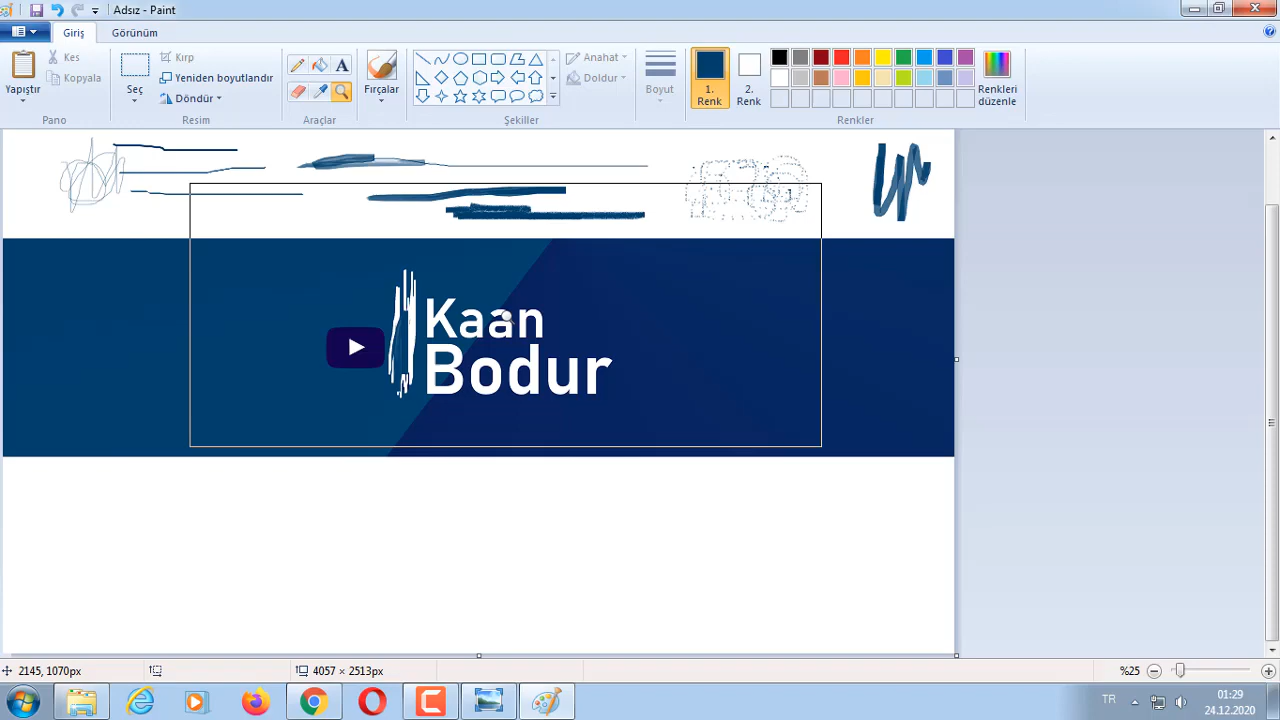 Adsız - Paint
Giriş
Görünüm
Yapıştır
Kes
Kopyala
Pano
Seç
Kırp
Yeniden boyutlandır
Döndür
Resim
A
Araçlar
Fırçalar
Şekiller
Anahat
Doldur
Boyut
1.
Renk
2.
Renk
Renkleri
düzenle
Renkler
Kaan
Bodur
2145, 1070px
4057 × 2513px
%25
TR
01:29
24.12.2020